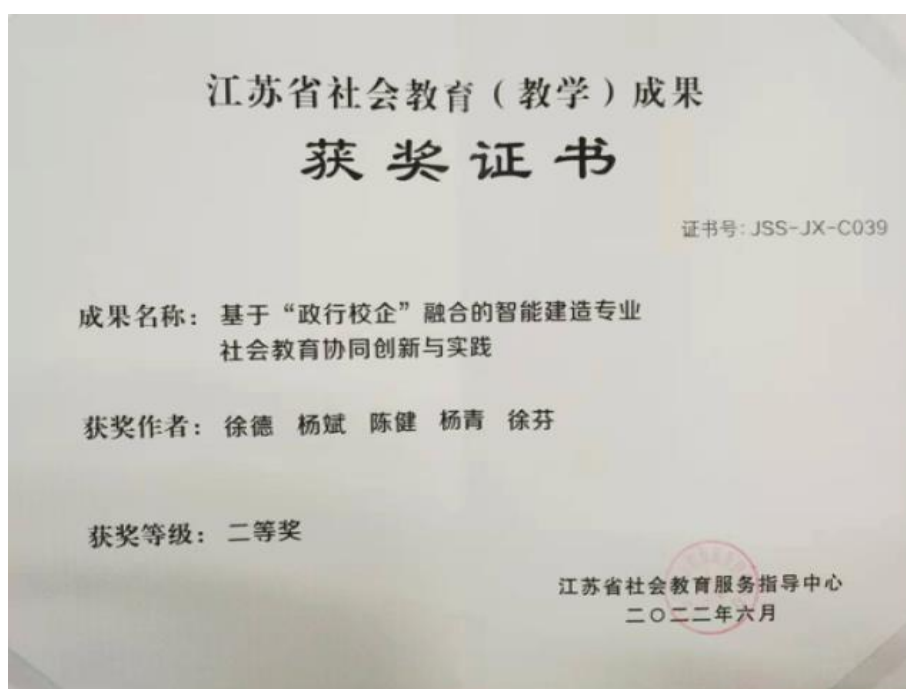 江苏省社会教育（教学）成果
获奖证书
证书号：JSS-JX-C039
成果名称：基于“政行校企”融合的智能建造专业
社会教育协同创新与实践
获奖作者：徐德 杨斌 陈健 杨青 徐芬
获奖等级：二等奖
江苏省社会教育服务指导中心
二〇二二年六月